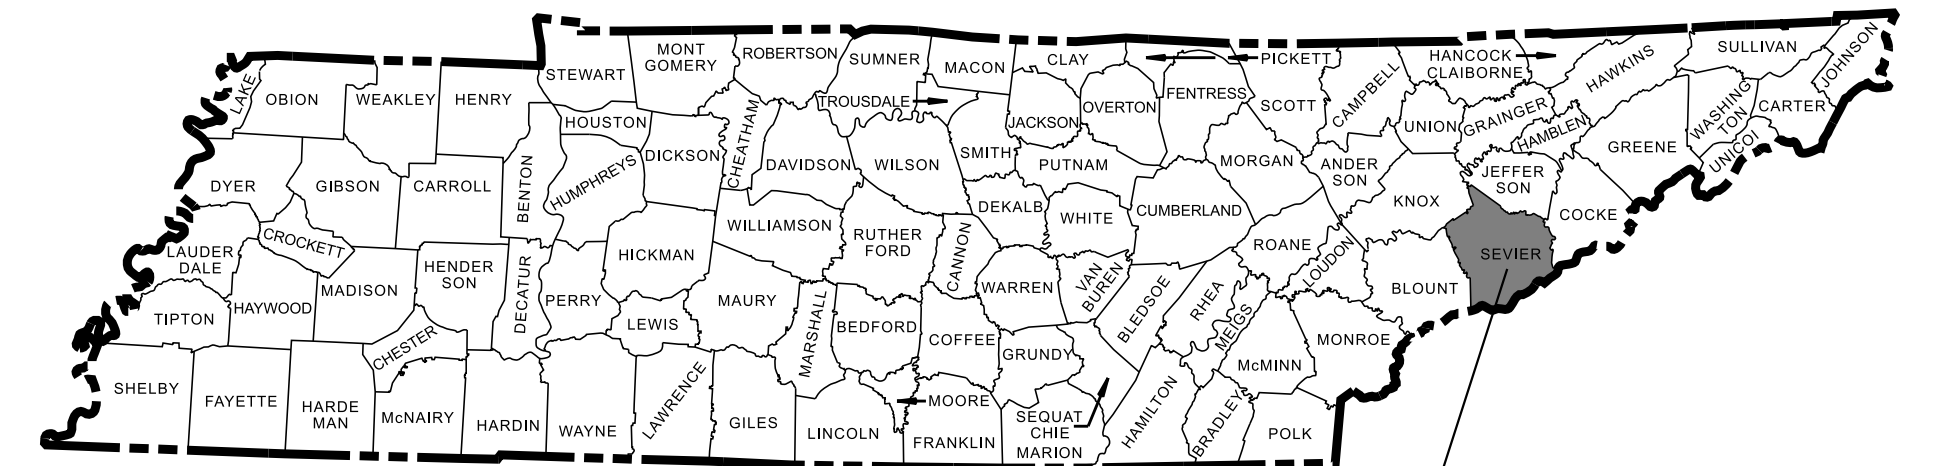 LAKE
OBION
WEAKLEY
HENRY
STEWART
MONT
GOMERY
ROBERTSON
SUMNER
MACON
CLAY
PICKETT
HANCOCK
CLAIBORNE
HAWKINS
SULLIVAN
JOHNSON
TROUSDALE
HOUSTON
CHEATHAM
JACKSON
OVERTON
FENTRESS
SCOTT
CAMPBELL
UNION
GRAINGER
HAMBLEN
WASHING
TON
CARTER
UNICOI
GREENE
DYER
GIBSON
CARROLL
BENTON
HUMPHREYS
DICKSON
DAVIDSON
WILSON
SMITH
PUTNAM
MORGAN
ANDER
SON
KNOX
JEFFER
SON
COCKE
LAUDER
DALE
CROCKETT
WILLIAMSON
RUTHER
FORD
CANNON
DEKALB
WHITE
CUMBERLAND
ROANE
LOUDON
BLOUNT
SEVIER
TIPTON
HAYWOOD
MADISON
HENDER
SON
DECATUR
PERRY
HICKMAN
LEWIS
MAURY
MARSHALL
BEDFORD
COFFEE
WARREN
VAN
BUREN
BLEDSOE
RHEA
MEIGS
MONROE
McMINN
GRUNDY
CHESTER
SHELBY
FAYETTE
HARDE
MAN
McNAIRY
HARDIN
WAYNE
LAWRENCE
GILES
LINCOLN
MOORE
FRANKLIN
SEQUAT
CHIE
MARION
HAMILTON
BRADLEY
POLK